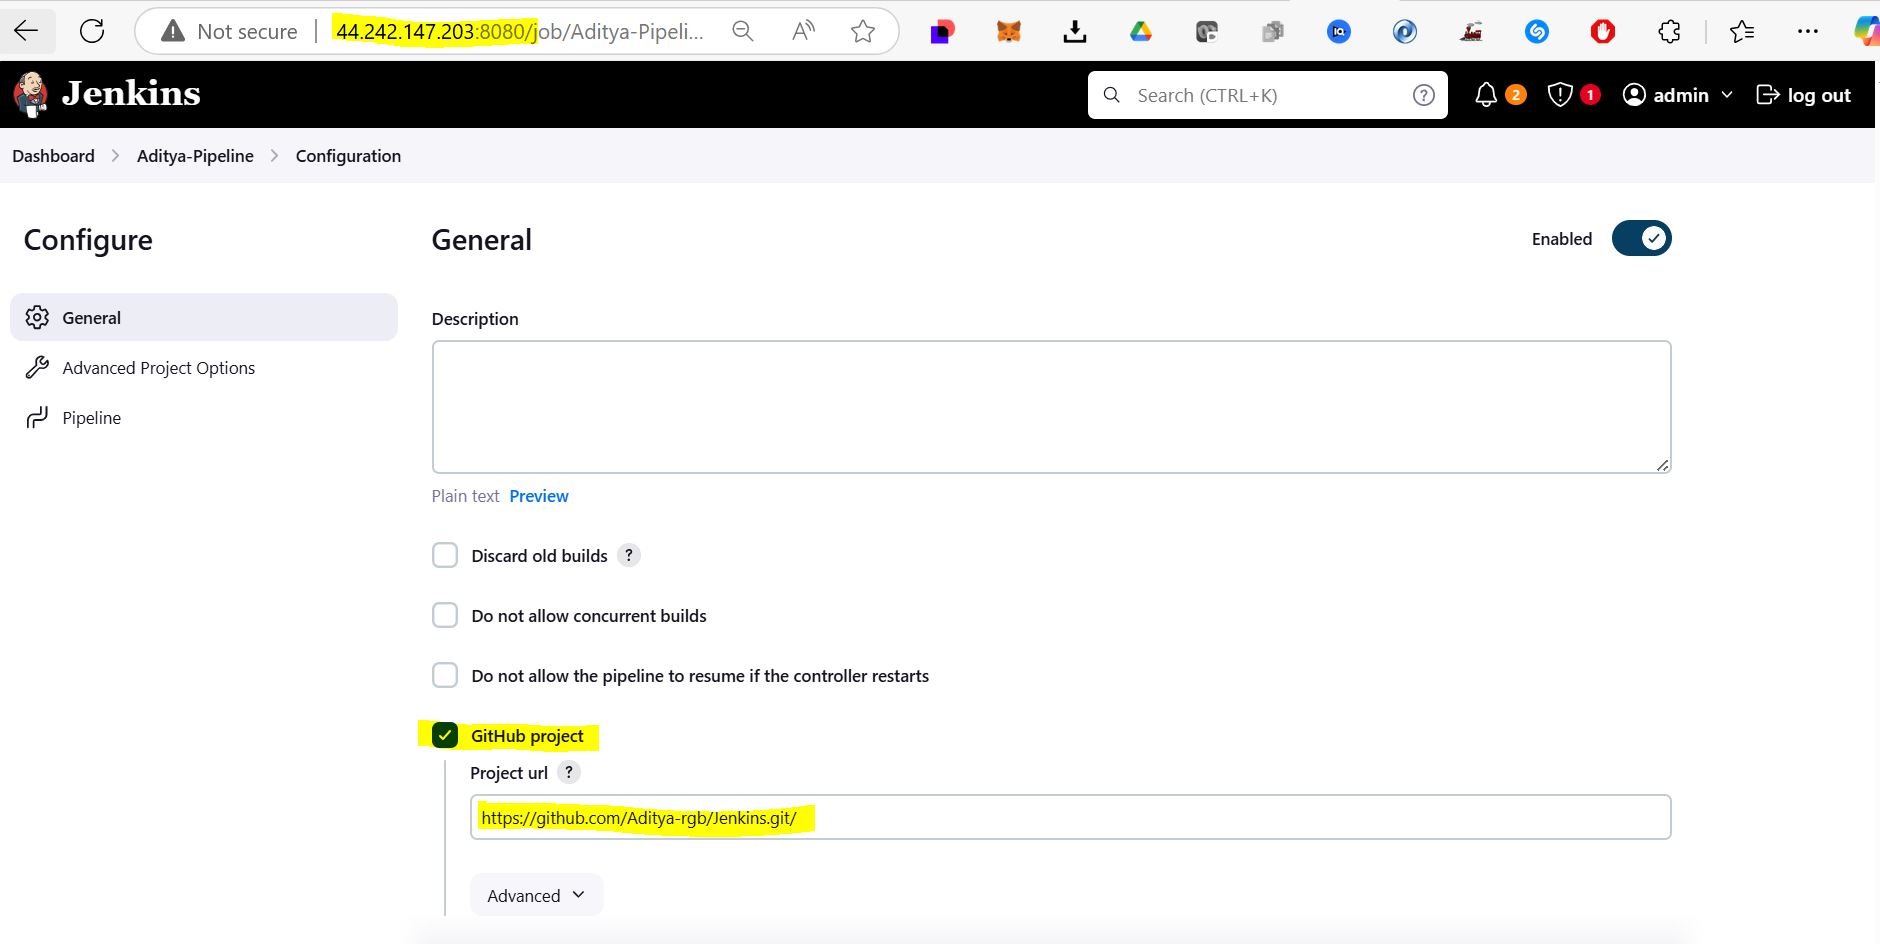 Not secure | 44.242.147.203:8080/job/Aditya-Pipeli...
Jenkins
Search (CTRL+K) ?
2
1
admin
log out
Dashboard > Aditya-Pipeline > Configuration
Configure
General
Advanced Project Options
Pipeline
General
Enabled
Description
Plain text Preview
Discard old builds ?
Do not allow concurrent builds
Do not allow the pipeline to resume if the controller restarts
GitHub project
Project url ?
https://github.com/Aditya-rgb/Jenkins.git/
Advanced